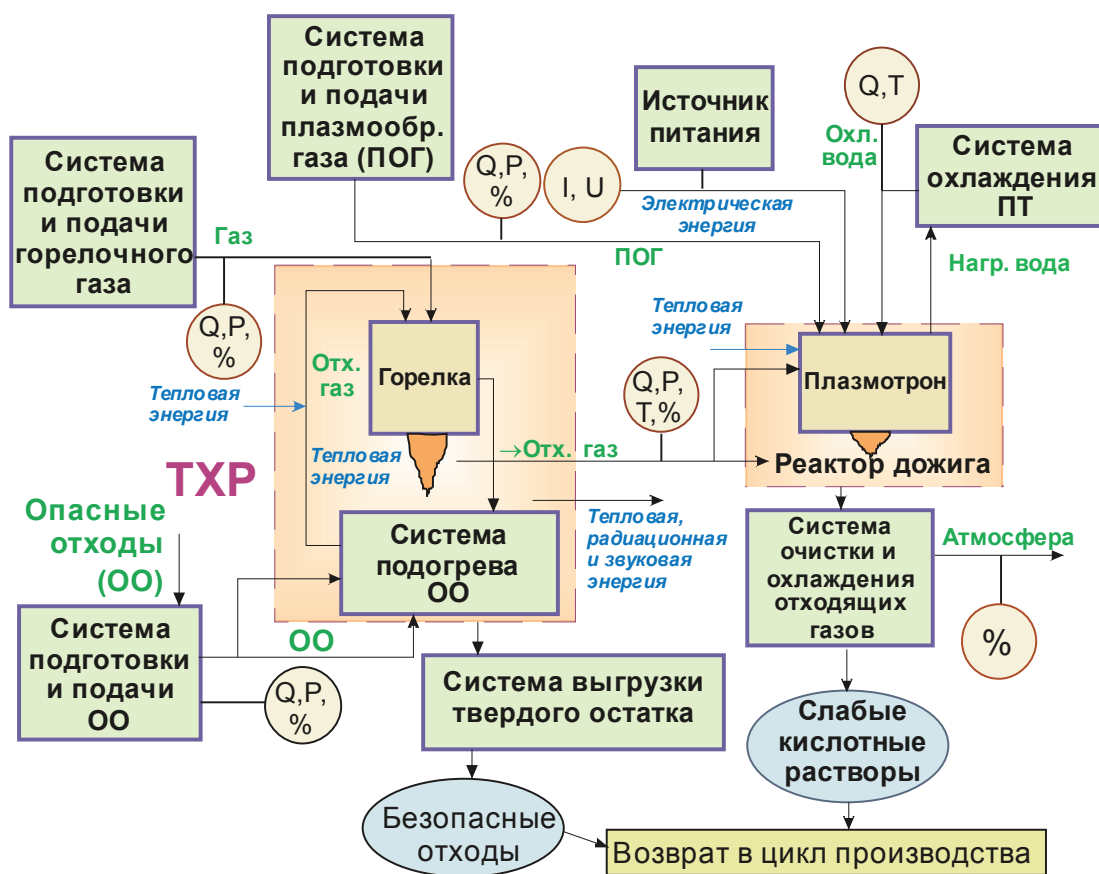 Система
подготовки
и подачи
плазмообр.
газа (ПОГ)
Источник
питания
Q,T
Охл.
вода
Система
охлаждения
ПТ
Система
подготовки
и подачи
горелочного
газа
Q,P,
%
I, U
Электрическая
энергия
Газ
ПОГ
Нагр. вода
Q,P,
%
Тепловая
энергия
Отх.
газ
Горелка
Q,P,
T,%
Тепловая
энергия
Плазмотрон
Тепловая
энергия
→Отх. газ
Реактор дожига
ТХР
Опасные
отходы
(ОО)
Система
подогрева
ОО
Тепловая,
радиационная
и звуковая
энергия
Система
очистки и
охлаждения
отходящих
газов
Атмосфера
%
Система
подготовки
и подачи
ОО
ОО
Q,P,
%
Система выгрузки
твердого остатка
Слабые
кислотные
растворы
Безопасные
отходы
Возврат в цикл производства